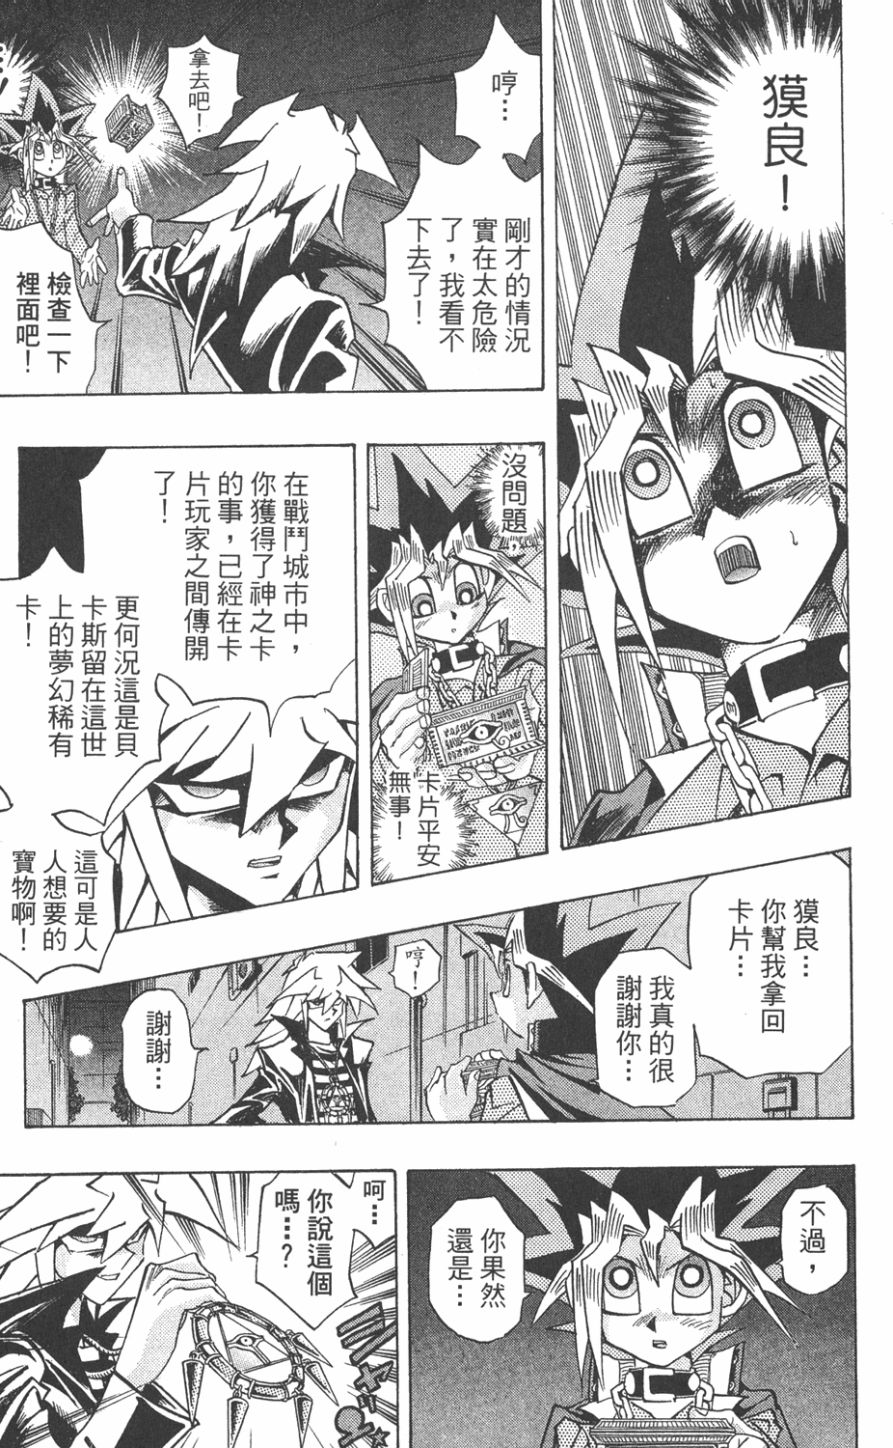 獏良！
哼…
剛才的情況
實在太危險
了，我看不
下去了！
拿去吧！
檢查一下
裡面吧！
沒問題，
卡片平安
無事！
在戰鬥城市中，
你獲得了神之卡
的事，已經在卡
片玩家之間傳開
了！
更何況這是貝
卡斯留在這世
上的夢幻稀有
卡！
這可是人
人想要的
寶物啊！
獏良…
你幫我拿回
卡片…
我真的很
謝謝你…
哼！
謝謝…
不過，
你果然
還是…
呵…
你說這個
嗎…？